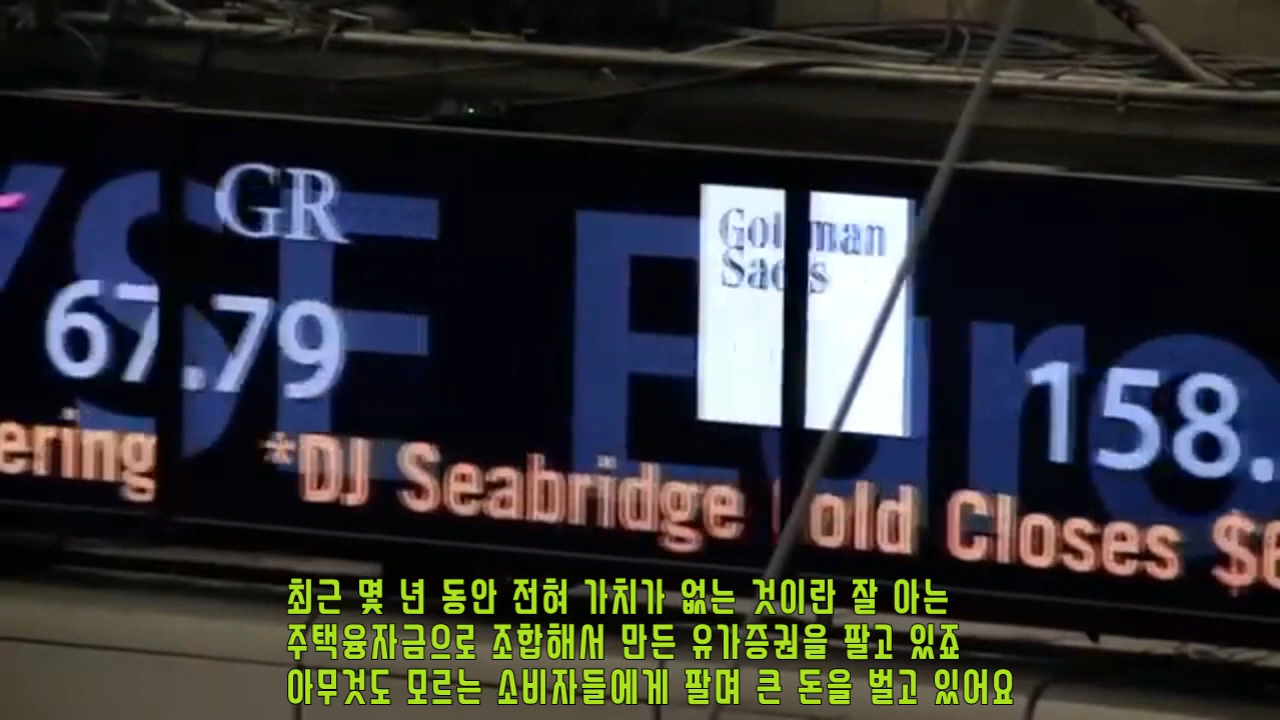 GR
67.79
Goldman
Sachs
158.
ering *DJ Seabridge Gold Closes $
최근 몇 년 동안 전혀 가치가 없는 것이란 잘 아는
주택융자금으로 조합해서 만든 유가증권을 팔고 있죠
아무것도 모르는 소비자들에게 팔며 큰 돈을 벌고 있어요